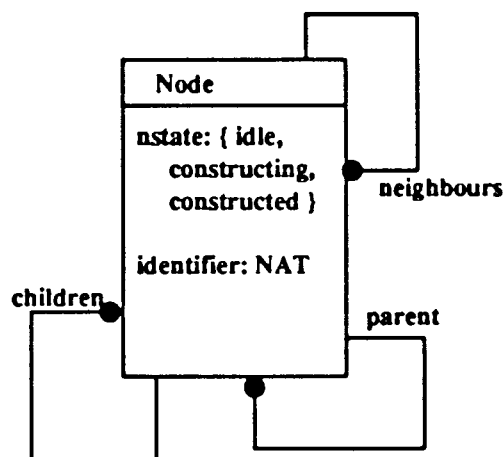 Node
nstate: { idle,
constructing,
constructed }
neighbours
identifier: NAT
children
parent